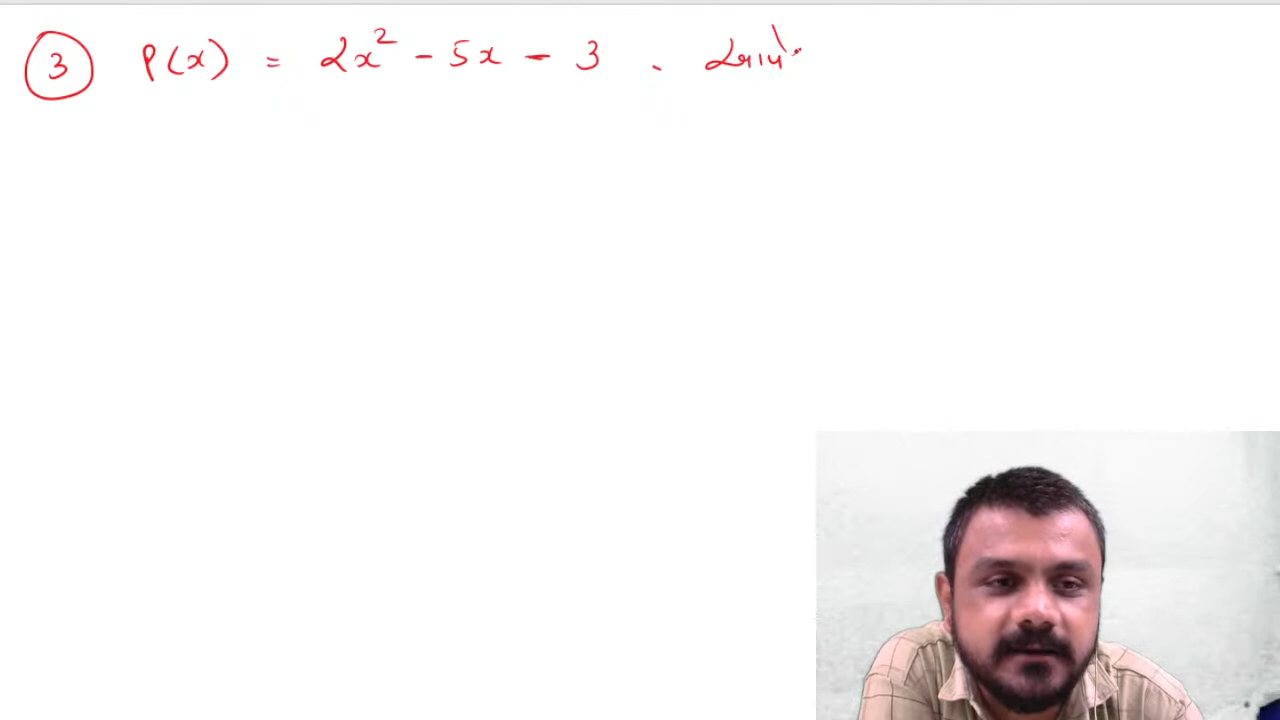 ③ P(x) = 2x² - 5x - 3 .